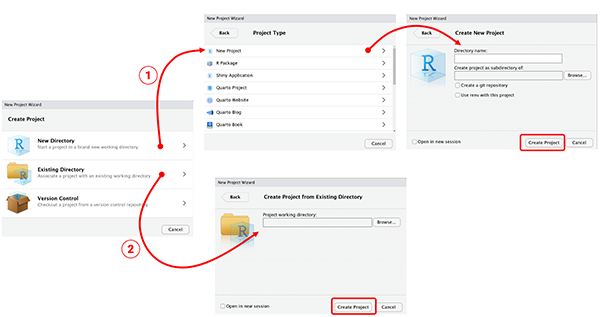 New Project Wizard
Back
Project Type
New Project
R Package
Shiny Application
Quarto Project
Quarto Website
Quarto Blog
Quarto Book
Cancel
New Project Wizard
Back
Create New Project
R
Directory name:
Create project as subdirectory of:
Browse...
Create a git repository
Use renv with this project
Open in new session
Create Project
Cancel
1
New Project Wizard
Create Project
R
New Directory
Start a project in a brand new working directory
R
Existing Directory
Associate a project with an existing working directory
Version Control
Checkout a project from a version control repository
Cancel
2
New Project Wizard
Back
Create Project from Existing Directory
R
Project working directory:
Browse...
Open in new session
Create Project
Cancel